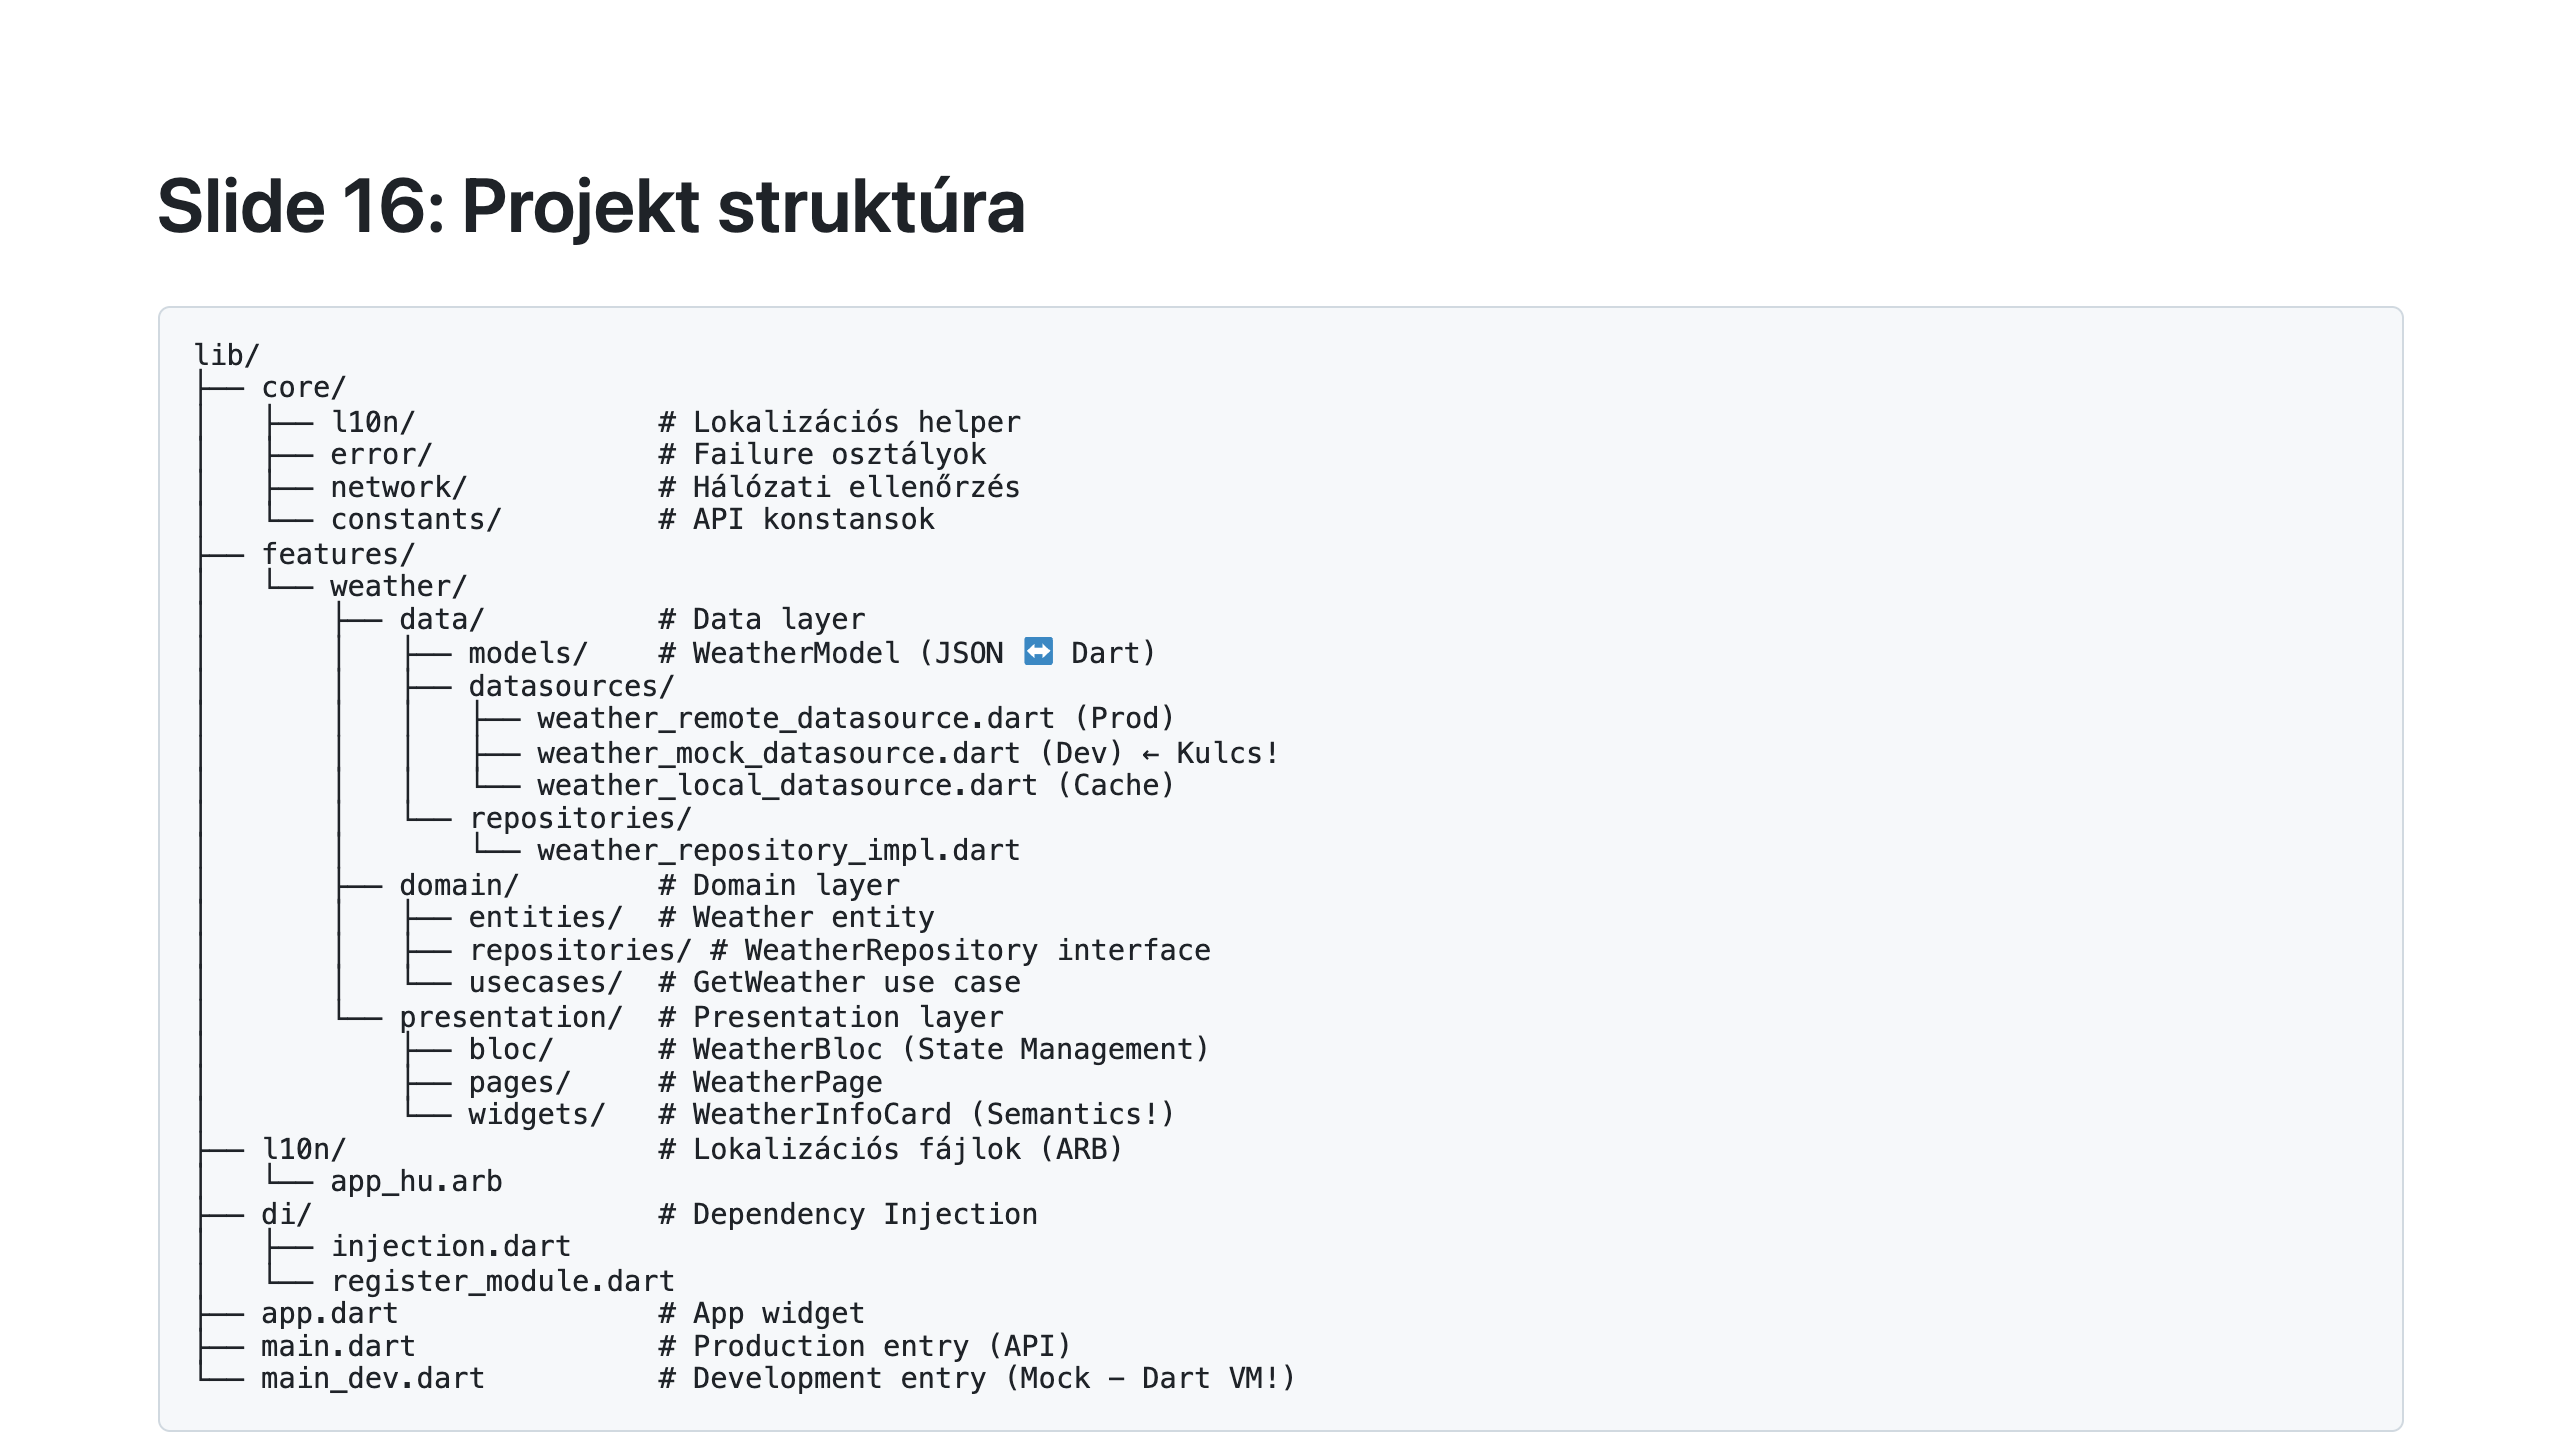 Slide 16: Projekt struktúra
lib/
├── core/
│   ├── l10n/              # Lokalizációs helper
│   ├── error/             # Failure osztályok
│   ├── network/           # Hálózati ellenőrzés
│   └── constants/         # API konstansok
├── features/
│   └── weather/
│       ├── data/          # Data layer
│       │   ├── models/    # WeatherModel (JSON ↔️ Dart)
│       │   ├── datasources/
│       │   │   ├── weather_remote_datasource.dart (Prod)
│       │   │   ├── weather_mock_datasource.dart (Dev) ← Kulcs!
│       │   │   └── weather_local_datasource.dart (Cache)
│       │   └── repositories/
│       │       └── weather_repository_impl.dart
│       ├── domain/        # Domain layer
│       │   ├── entities/  # Weather entity
│       │   ├── repositories/ # WeatherRepository interface
│       │   └── usecases/  # GetWeather use case
│       └── presentation/  # Presentation layer
│           ├── bloc/      # WeatherBloc (State Management)
│           ├── pages/     # WeatherPage
│           └── widgets/   # WeatherInfoCard (Semantics!)
├── l10n/                  # Lokalizációs fájlok (ARB)
│   └── app_hu.arb
├── di/                    # Dependency Injection
│   ├── injection.dart
│   └── register_module.dart
├── app.dart               # App widget
├── main.dart              # Production entry (API)
└── main_dev.dart          # Development entry (Mock – Dart VM!)